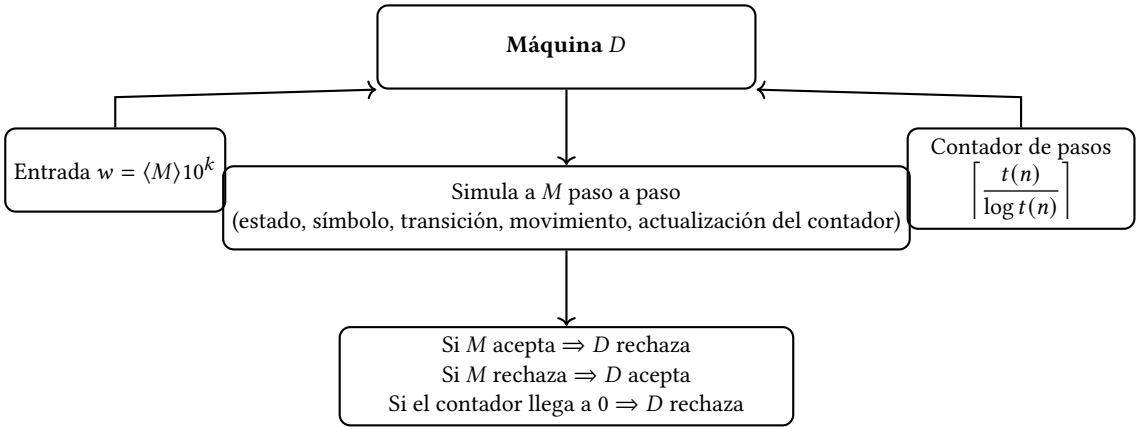 Máquina D
Entrada w = ⟨M⟩10^k
Contador de pasos
⌈t(n) / log t(n)⌉
Simula a M paso a paso
(estado, símbolo, transición, movimiento, actualización del contador)
Si M acepta ⇒ D rechaza
Si M rechaza ⇒ D acepta
Si el contador llega a 0 ⇒ D rechaza